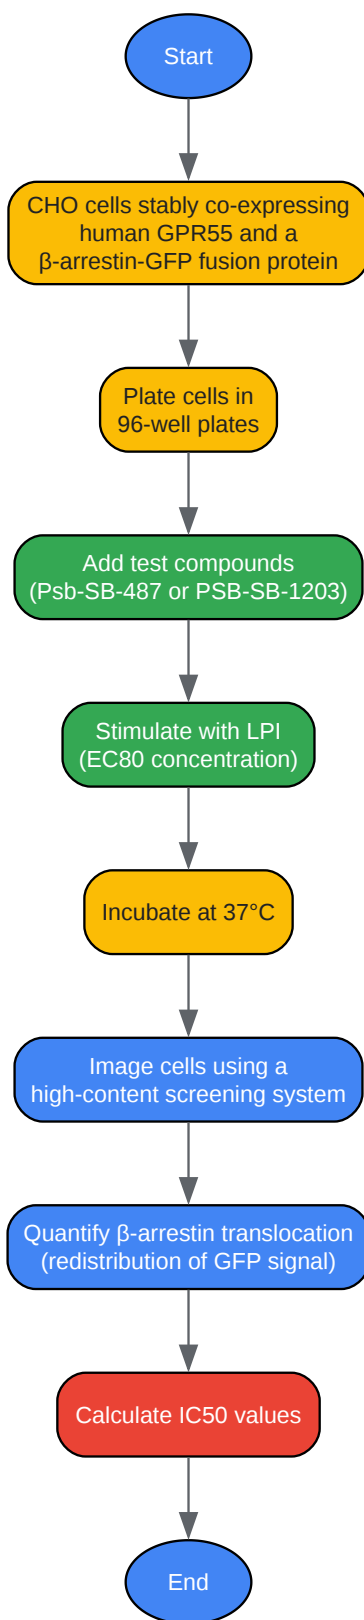 Start
CHO cells stably co-expressing
human GPR55 and a
β-arrestin-GFP fusion protein
Plate cells in
96-well plates
Add test compounds
(Psb-SB-487 or PSB-SB-1203)
Stimulate with LPI
(EC80 concentration)
Incubate at 37°C
Image cells using a
high-content screening system
Quantify β-arrestin translocation
(redistribution of GFP signal)
Calculate IC50 values
End